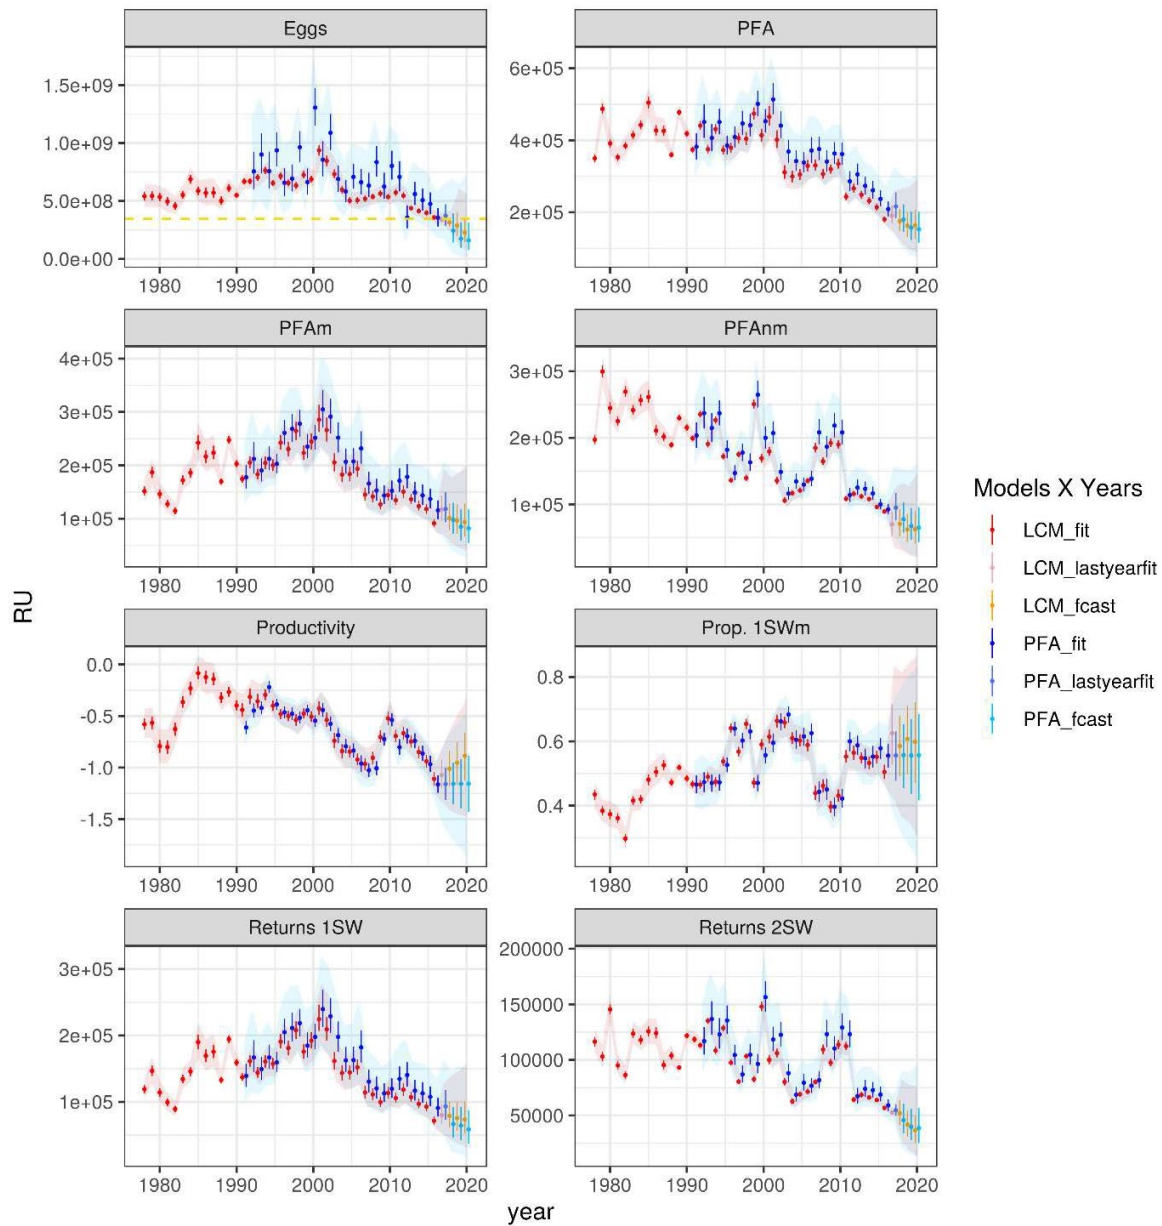 Eggs
1.5e+09
1.0e+09
5.0e+08
0.0e+00
1980 1990 2000 2010 2020
PFA
6e+05
4e+05
2e+05
1980 1990 2000 2010 2020
PFAm
4e+05
3e+05
2e+05
1e+05
1980 1990 2000 2010 2020
PFAnm
3e+05
2e+05
1e+05
1980 1990 2000 2010 2020
RU
Productivity
0.0
-0.5
-1.0
-1.5
1980 1990 2000 2010 2020
Prop. 1SWm
0.8
0.6
0.4
1980 1990 2000 2010 2020
Returns 1SW
3e+05
2e+05
1e+05
1980 1990 2000 2010 2020
Returns 2SW
200000
150000
100000
50000
1980 1990 2000 2010 2020
year
Models X Years
LCM_fit
LCM_lastyearfit
LCM_fcast
PFA_fit
PFA_lastyearfit
PFA_fcast